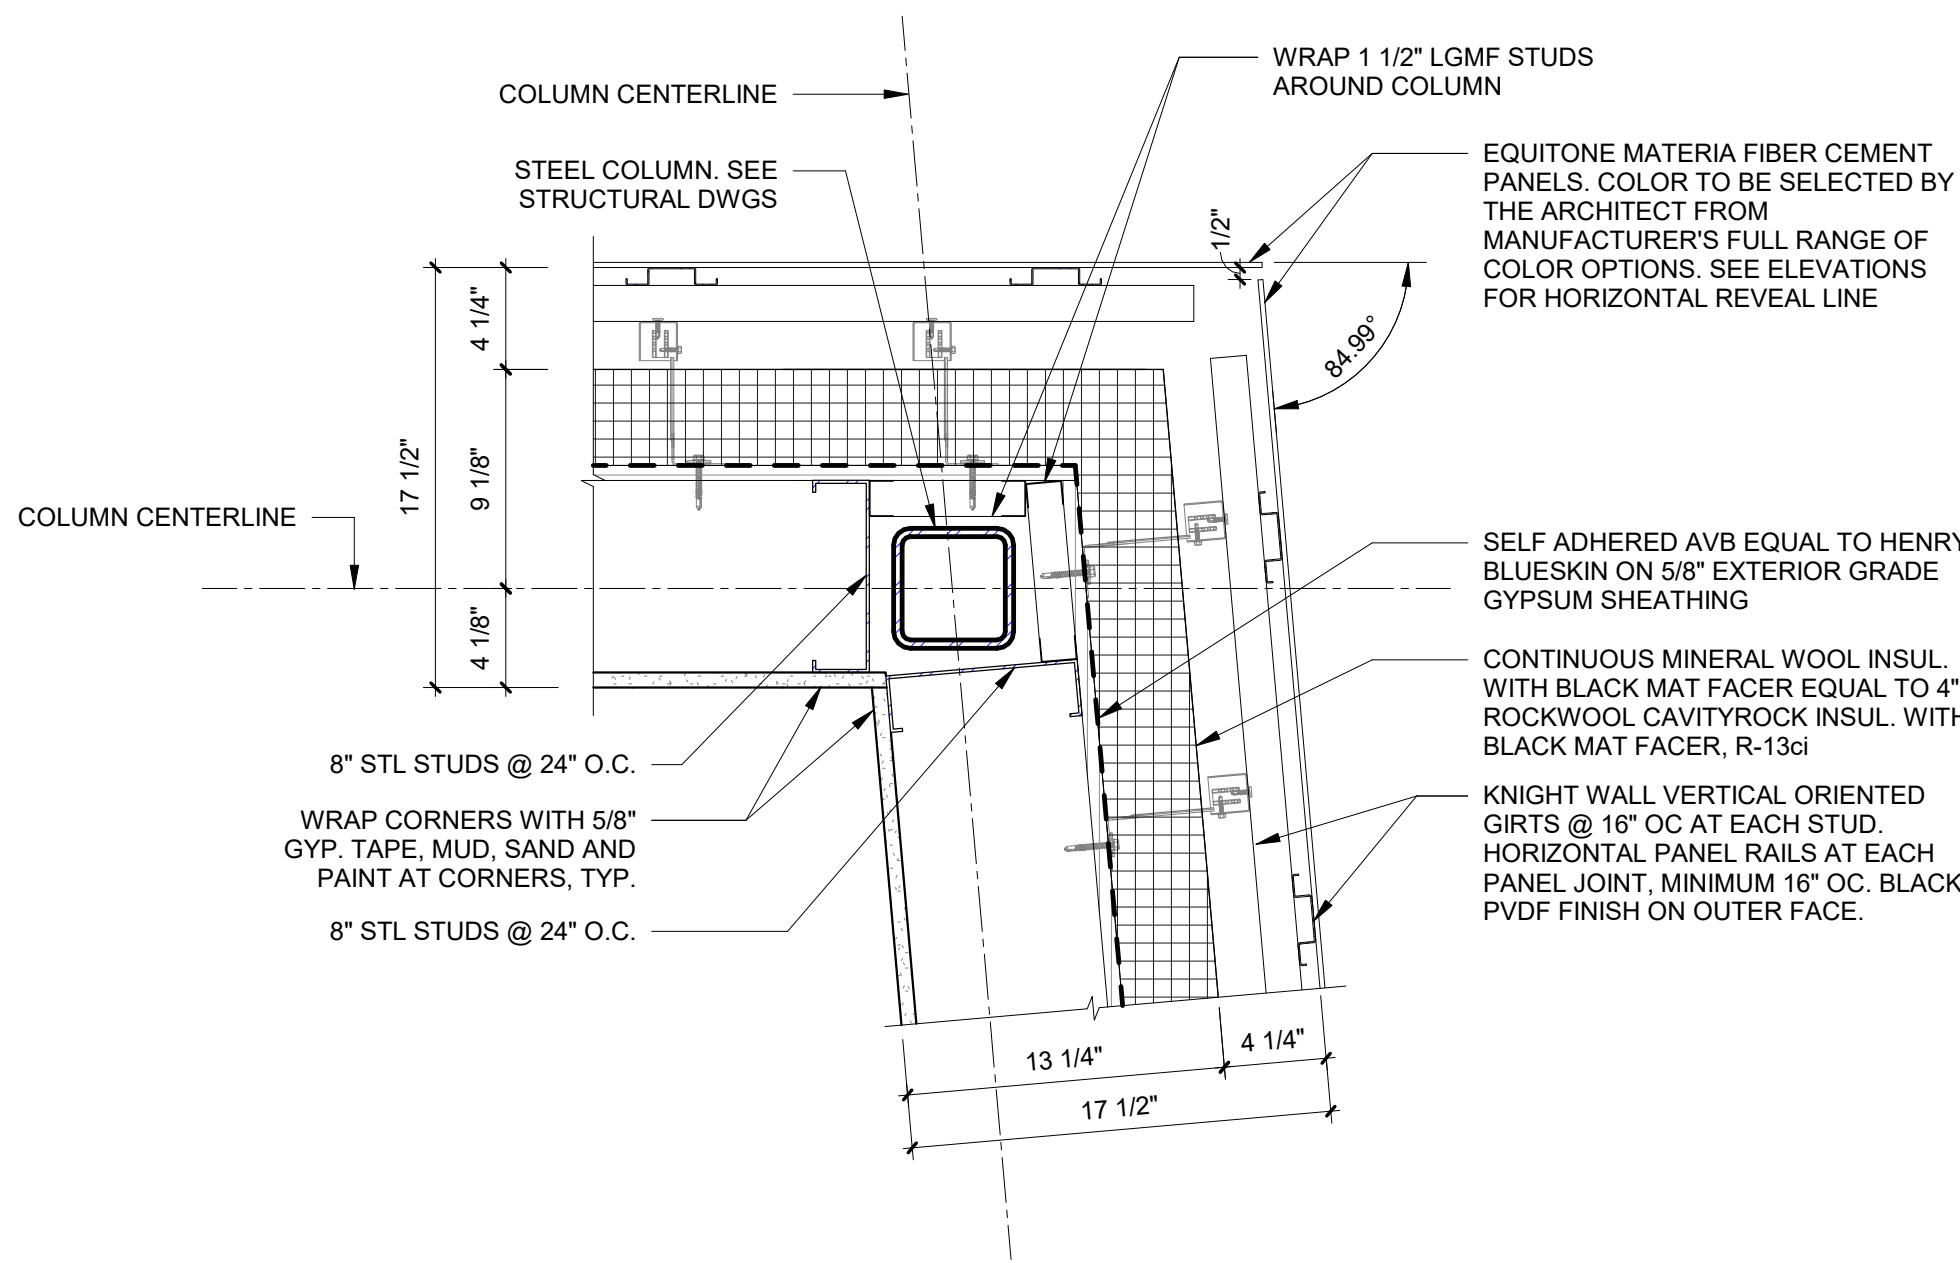 COLUMN CENTERLINE
STEEL COLUMN. SEE
STRUCTURAL DWGS
WRAP 1 1/2" LGMF STUDS
AROUND COLUMN
EQUITONE MATERIA FIBER CEMENT
PANELS. COLOR TO BE SELECTED BY
THE ARCHITECT FROM
MANUFACTURER'S FULL RANGE OF
COLOR OPTIONS. SEE ELEVATIONS
FOR HORIZONTAL REVEAL LINE
1/2"
84.99°
4 1/4"
17 1/2"
9 1/8"
COLUMN CENTERLINE
4 1/8"
SELF ADHERED AVB EQUAL TO HENRY
BLUESKIN ON 5/8" EXTERIOR GRADE
GYPSUM SHEATHING
CONTINUOUS MINERAL WOOL INSUL.
WITH BLACK MAT FACER EQUAL TO 4"
ROCKWOOL CAVITYROCK INSUL. WITH
BLACK MAT FACER, R-13ci
KNIGHT WALL VERTICAL ORIENTED
GIRTS @ 16" OC AT EACH STUD.
HORIZONTAL PANEL RAILS AT EACH
PANEL JOINT, MINIMUM 16" OC. BLACK
PVDF FINISH ON OUTER FACE.
8" STL STUDS @ 24" O.C.
WRAP CORNERS WITH 5/8"
GYP. TAPE, MUD, SAND AND
PAINT AT CORNERS, TYP.
8" STL STUDS @ 24" O.C.
13 1/4"
4 1/4"
17 1/2"